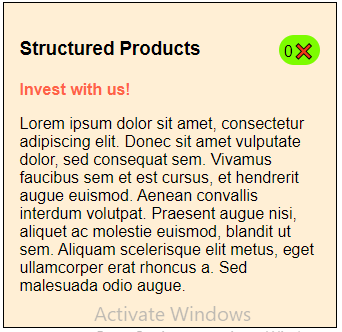 Structured Products
0❌
Invest with us!
Lorem ipsum dolor sit amet, consectetur
adipiscing elit. Donec sit amet vulputate
dolor, sed consequat sem. Vivamus
faucibus sem et est cursus, et hendrerit
augue euismod. Aenean convallis
interdum volutpat. Praesent augue nisi,
aliquet ac molestie euismod, blandit ut
sem. Aliquam scelerisque elit metus, eget
ullamcorper erat rhoncus a. Sed
malesuada odio augue.
Activate Windows